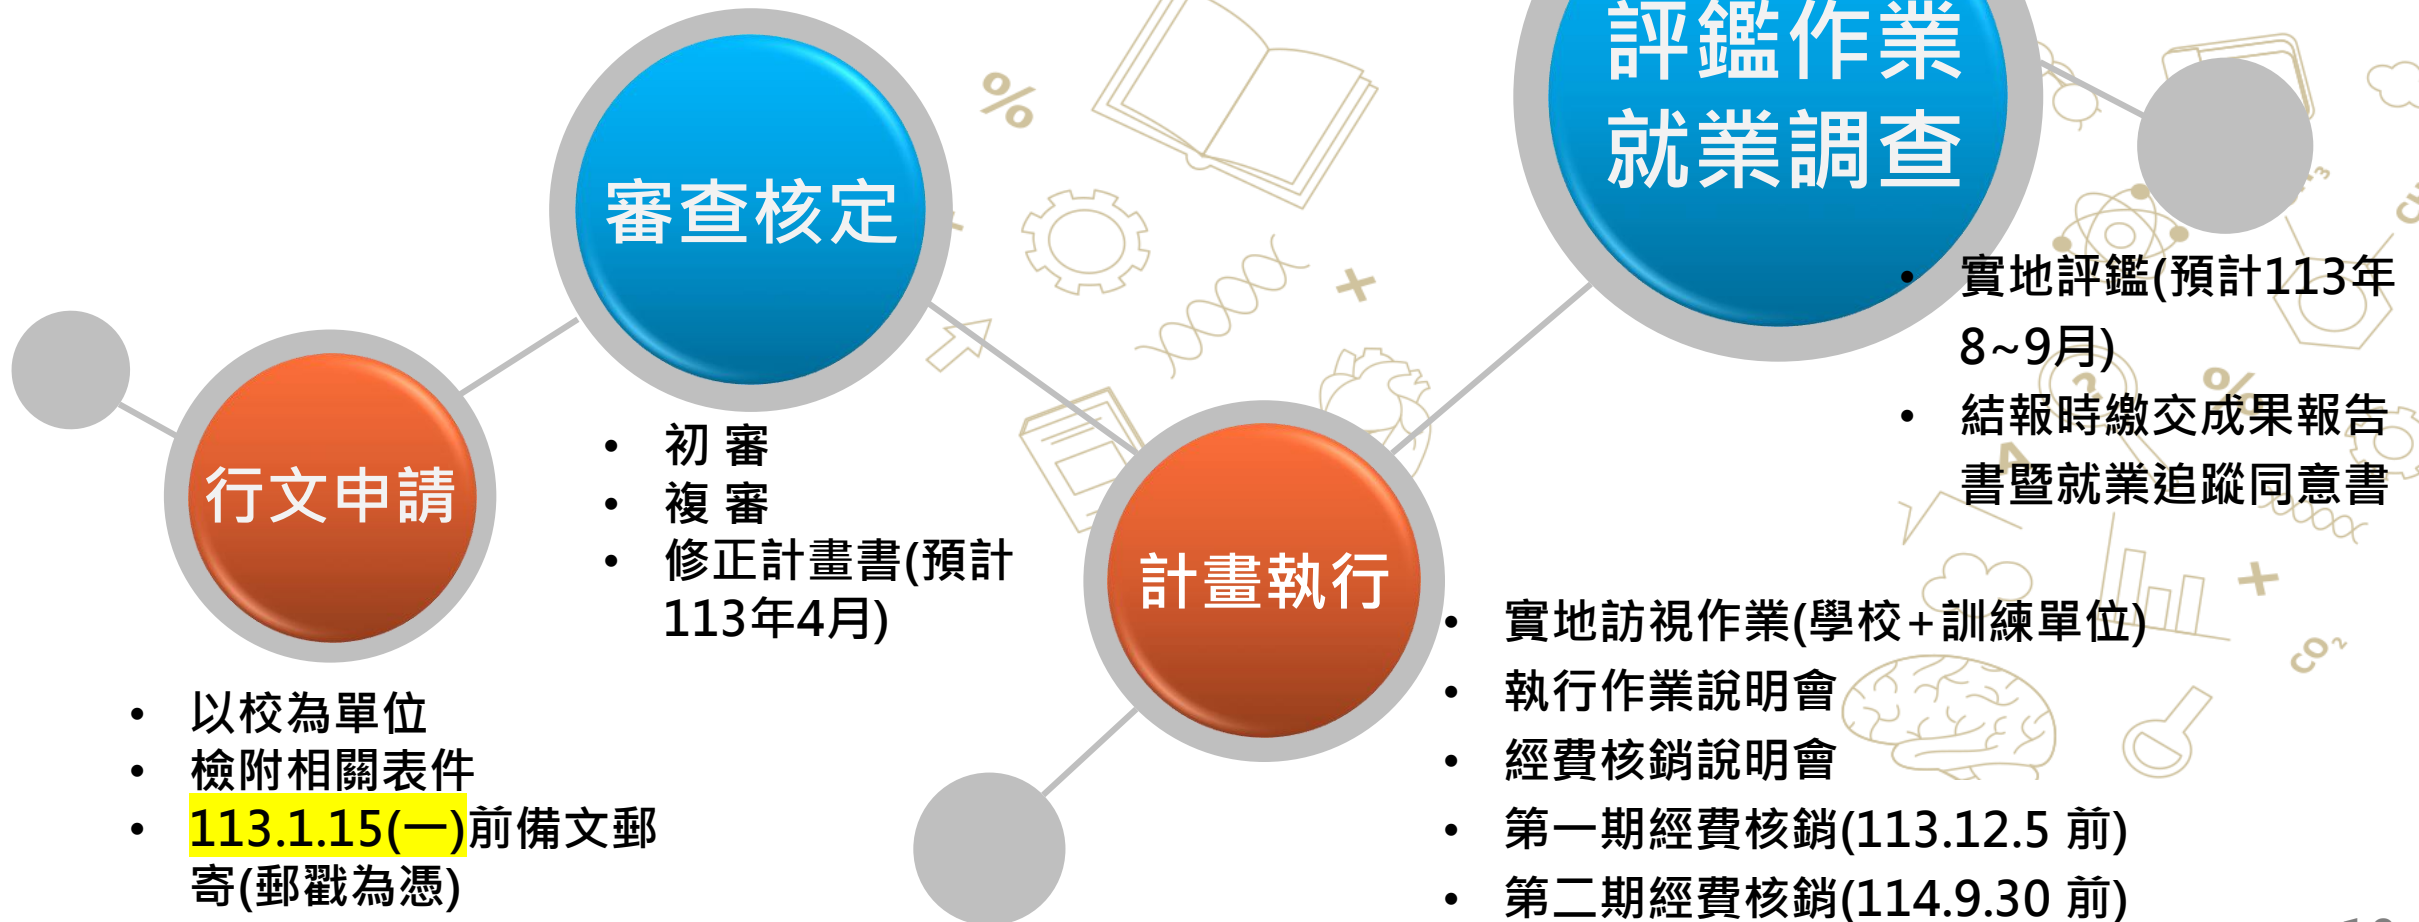 行文申請
• 以校為單位
• 檢附相關表件
• 113.1.15(一)前備文郵
寄(郵戳為憑)
審查核定
• 初 審
• 複 審
• 修正計畫書(預計
113年4月)
計畫執行
• 實地訪視作業(學校+訓練單位)
• 執行作業說明會
• 經費核銷說明會
• 第一期經費核銷(113.12.5 前)
• 第二期經費核銷(114.9.30 前)
評鑑作業
就業調查
• 實地評鑑(預計113年
8~9月)
• 結報時繳交成果報告
書暨就業追蹤同意書
%
%
+
+
A
?
CO₂